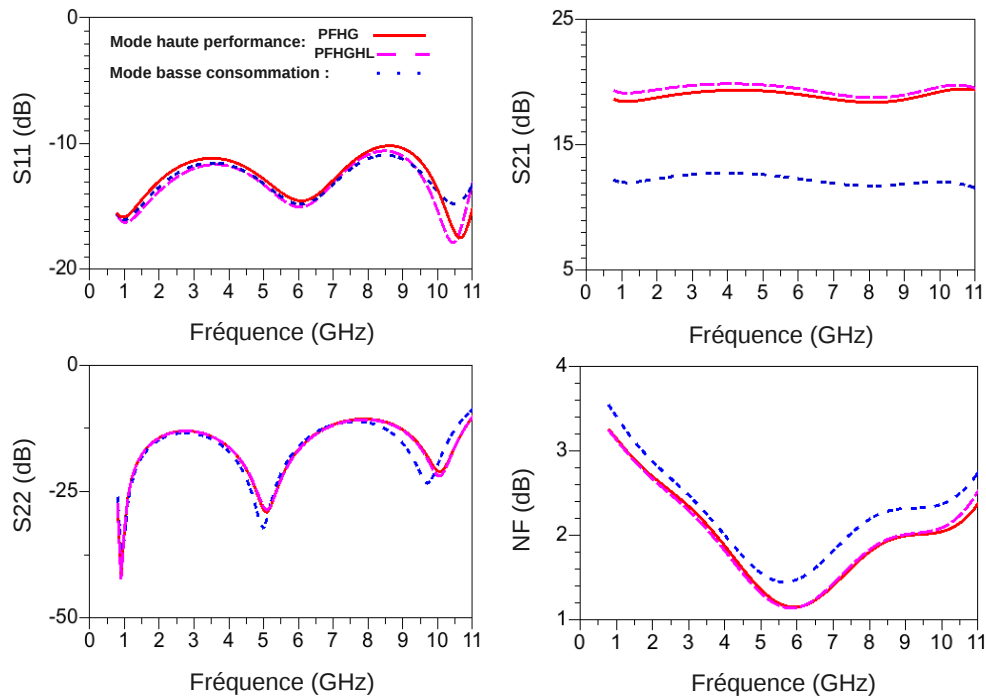 0
-10
-20
S11 (dB)
Mode haute performance: PFHG
PFHGHL
Mode basse consommation :
0 1 2 3 4 5 6 7 8 9 10 11
Fréquence (GHz)
25
15
5
S21 (dB)
0 1 2 3 4 5 6 7 8 9 10 11
Fréquence (GHz)
0
-25
-50
S22 (dB)
0 1 2 3 4 5 6 7 8 9 10 11
Fréquence (GHz)
4
3
2
1
NF (dB)
0 1 2 3 4 5 6 7 8 9 10 11
Fréquence (GHz)